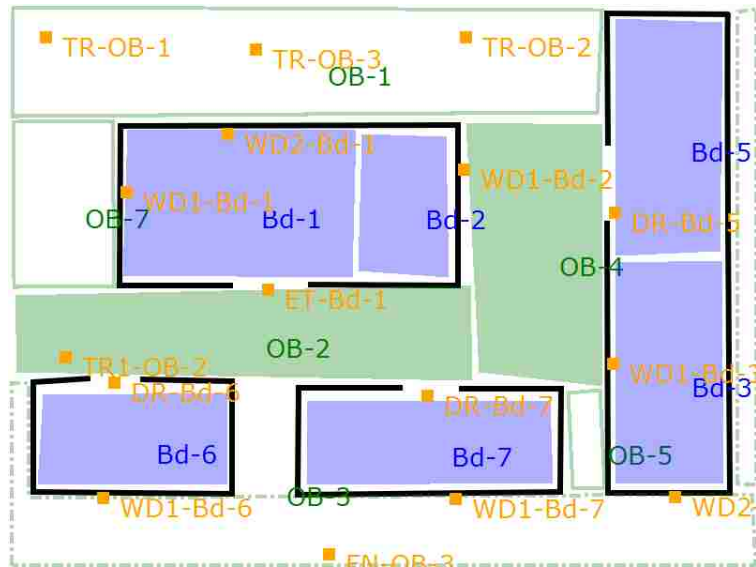 TR-OB-1
TR-OB-3
TR-OB-2
OB-1
WD2-Bd-1
Bd-5
WD1-Bd-1
WD1-Bd-2
OB-7
Bd-1
Bd-2
DR-Bd-5
OB-4
ET-Bd-1
OB-2
TR1-OB-2
WD1-Bd-3
DR-Bd-6
Bd-3
DR-Bd-7
Bd-6
Bd-7
OB-5
OB-3
WD1-Bd-6
WD1-Bd-7
WD2-
EN-OB-3